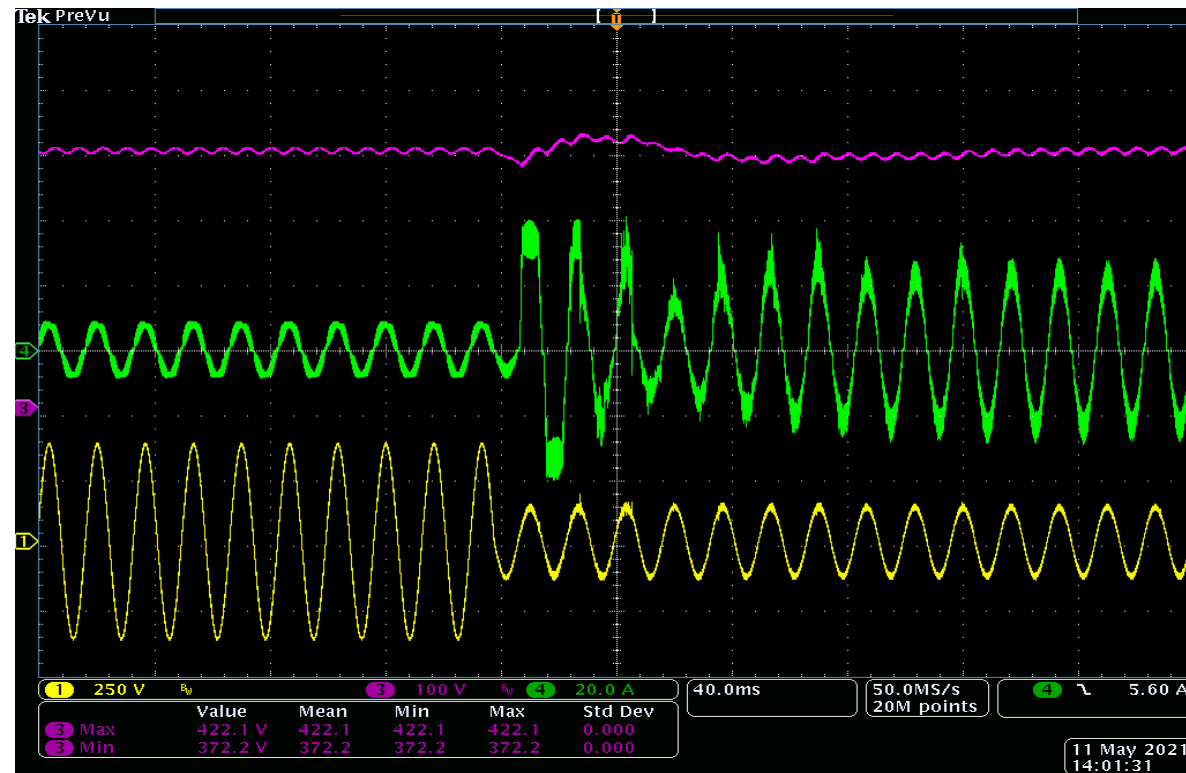 Tek PreVu
[ T ]
4
3
1
1 250 V BW 3 100 V BW 4 20.0 A
40.0ms
50.0MS/s
20M points
4 5.60 A
Value Mean Min Max Std Dev
3 Max 422.1 V 422.1 422.1 422.1 0.000
3 Min 372.2 V 372.2 372.2 372.2 0.000
11 May 2021
14:01:31